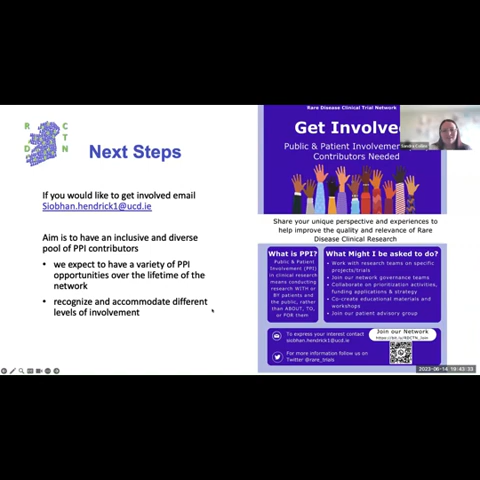 R C
T
D N
Next Steps
If you would like to get involved email
Siobhan.hendrick1@ucd.ie
Aim is to have an inclusive and diverse
pool of PPI contributors
• we expect to have a variety of PPI
opportunities over the lifetime of the
network
• recognize and accommodate different
levels of involvement
Rare Disease Clinical Trial Network
Get Involve
Public & Patient Involvemen
Contributors Needed
Share your unique perspective and experiences to
help improve the quality and relevance of Rare
Disease Clinical Research
What is PPI?
Public & Patient
Involvement (PPI)
in clinical research
means conducting
research WITH or
BY patients and
the public, rather
than ABOUT, TO,
or FOR them
What Might I be asked to do?
• Work with research teams on specific
projects/trials
• Join our network governance teams
• Collaborate on prioritization activities,
funding applications & strategy
• Co-create educational materials and
workshops
• Join our patient advisory group
To express your interest contact
siobhan.hendrick1@ucd.ie
For more information follow us on
Twitter @rare_trials
Join our Network
2023-06-14 19:43:33